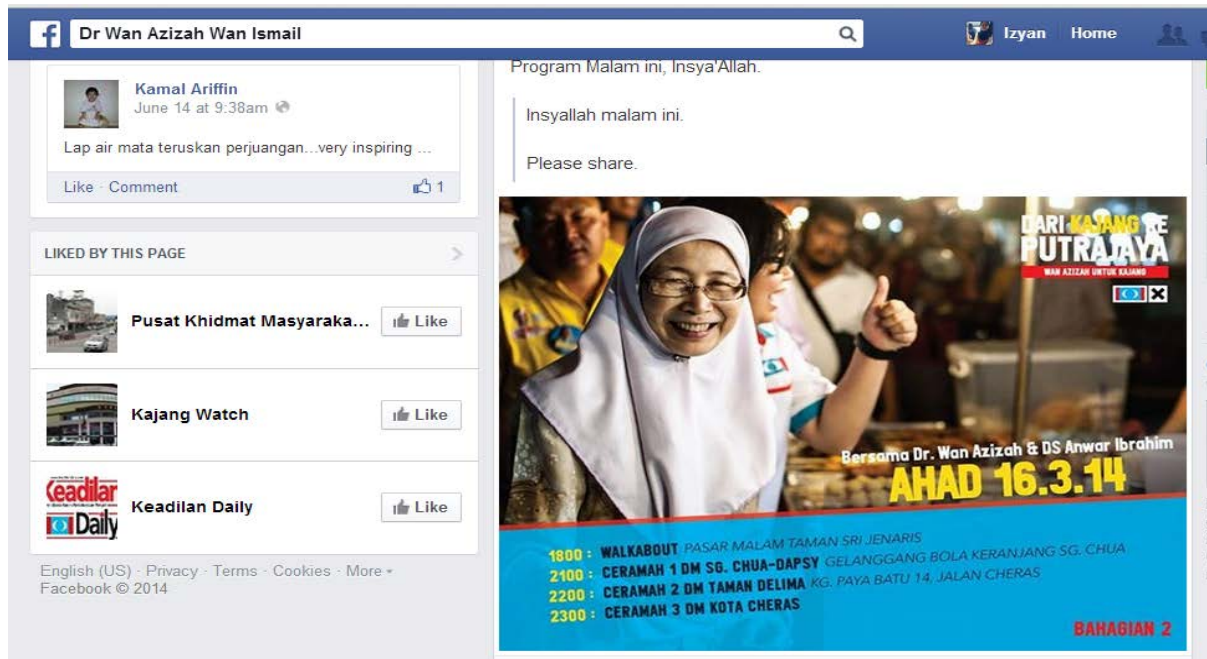 Dr Wan Azizah Wan Ismail
Izyan Home
Kamal Ariffin
June 14 at 9:38am
Lap air mata teruskan perjuangan...very inspiring ...
Like · Comment
1
LIKED BY THIS PAGE
Pusat Khidmat Masyaraka...
Like
Kajang Watch
Like
Keadilan Daily
Like
Keadilan
Daily
English (US) · Privacy · Terms · Cookies · More
Facebook © 2014
Program Malam ini, Insya'Allah.
Insyallah malam ini.
Please share.
DARI KAJANG KE
PUTRAJAYA
WAN AZIZAH UNTUK KAJANG
Bersama Dr. Wan Azizah & DS Anwar Ibrahim
AHAD 16.3.14
1800 : WALKABOUT PASAR MALAM TAMAN SRI JENARIS
2100 : CERAMAH 1 DM SG. CHUA-DAPSY GELANGGANG BOLA KERANJANG SG. CHUA
2200 : CERAMAH 2 DM TAMAN DELIMA KG. PAYA BATU 14, JALAN CHERAS
2300 : CERAMAH 3 DM KOTA CHERAS
BAHAGIAN 2